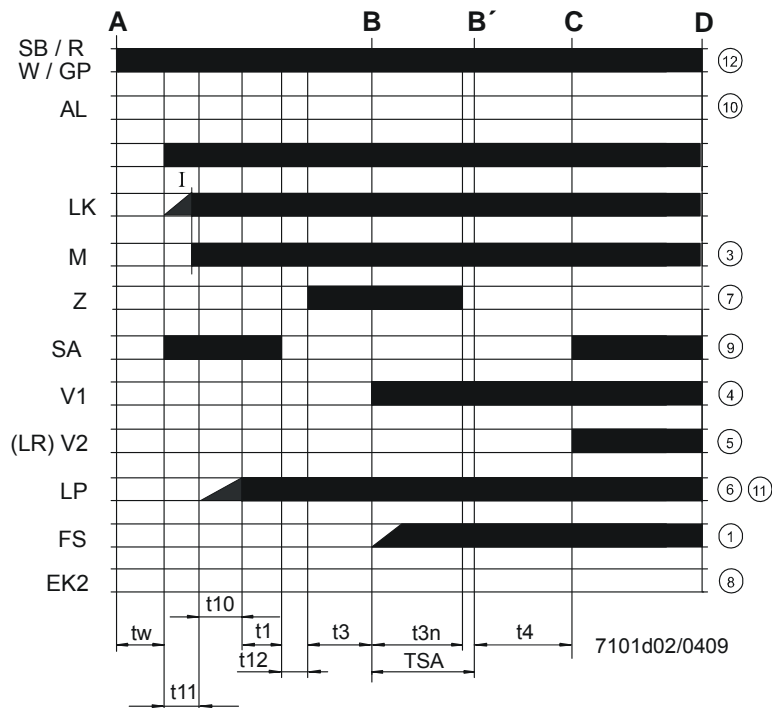 A B B´ C D
SB / R
W / GP 12
AL 10
I
LK
M 3
Z 7
SA 9
V1 4
(LR) V2 5
LP 6 11
FS 1
EK2 8
t10
tw t1 t3 t3n t4 7101d02/0409
t12 TSA
t11